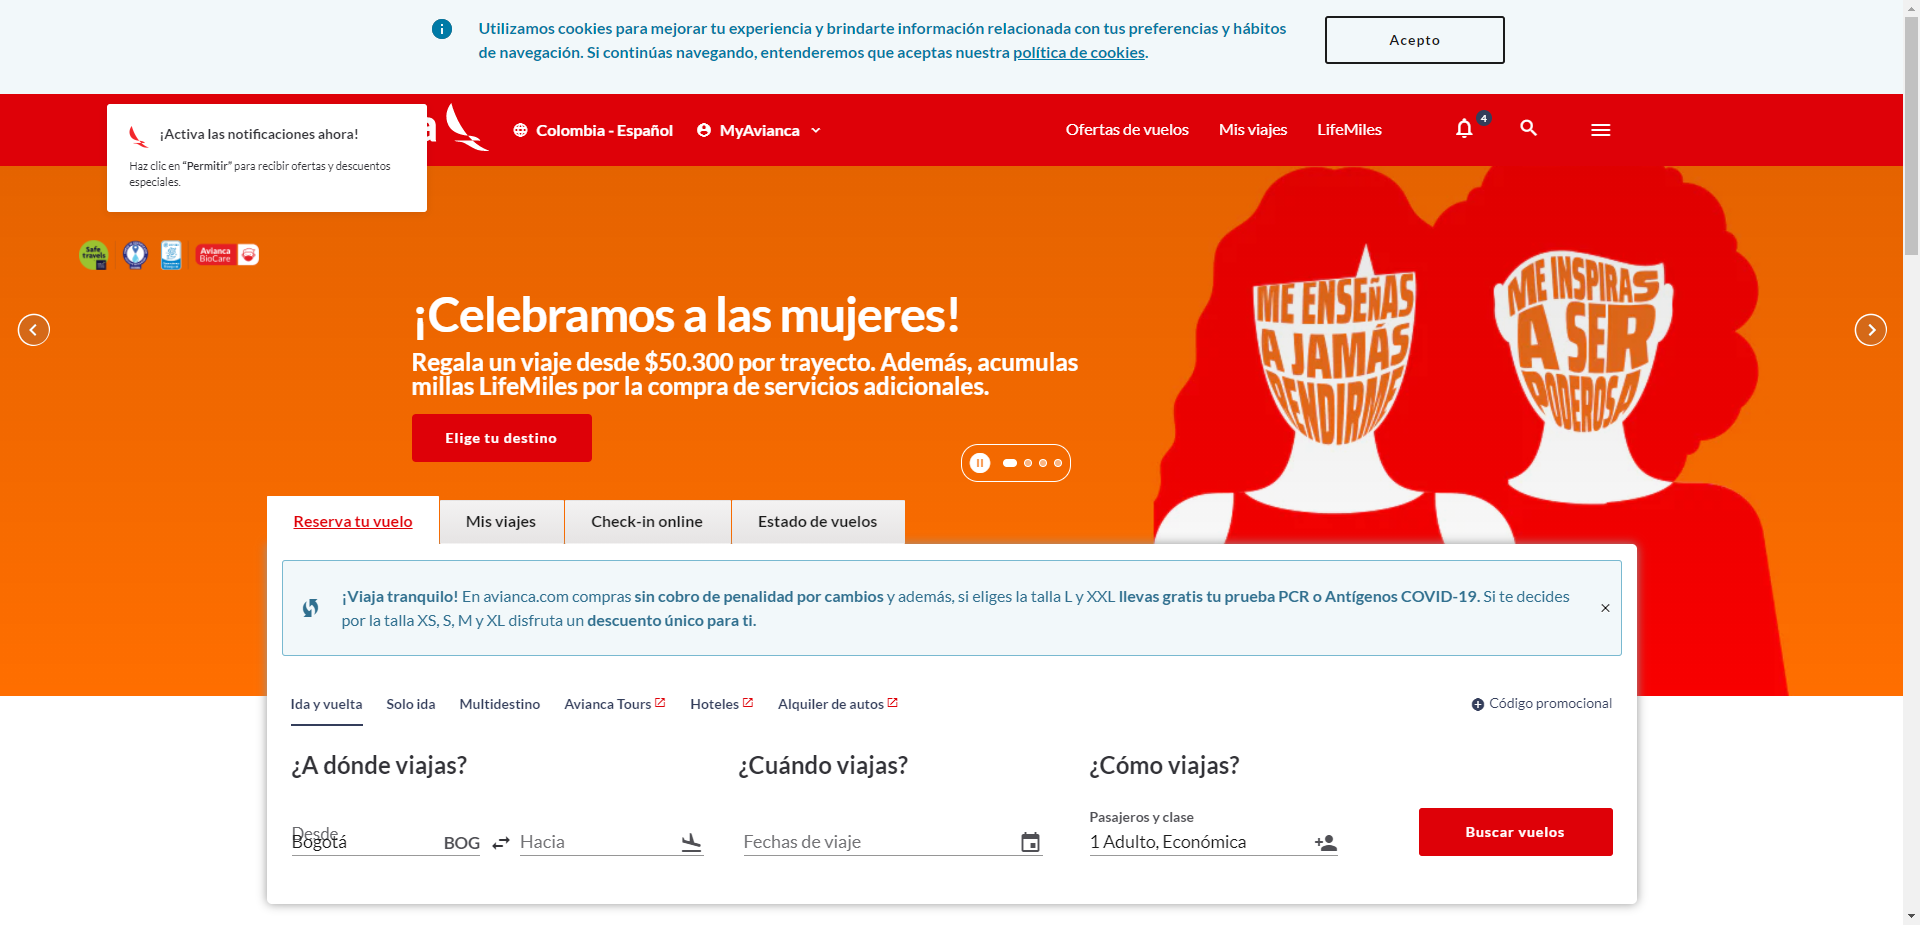 Utilizamos cookies para mejorar tu experiencia y brindarte información relacionada con tus preferencias y hábitos
de navegación. Si continúas navegando, entenderemos que aceptas nuestra política de cookies.
Acepto
¡Activa las notificaciones ahora!
Haz clic en “Permitir” para recibir ofertas y descuentos
especiales.
a
Colombia - Español
MyAvianca
Ofertas de vuelos
Mis viajes
LifeMiles
4
Safe travels
Avianca
BioCare
¡Celebramos a las mujeres!
Regala un viaje desde $50.300 por trayecto. Además, acumulas
millas LifeMiles por la compra de servicios adicionales.
Elige tu destino
ME ENSEÑAS
A JAMÁS
RENDIRME
ME INSPIRAS
A SER
PODEROSA
Reserva tu vuelo
Mis viajes
Check-in online
Estado de vuelos
¡Viaja tranquilo! En avianca.com compras sin cobro de penalidad por cambios y además, si eliges la talla L y XXL llevas gratis tu prueba PCR o Antígenos COVID-19. Si te decides
por la talla XS, S, M y XL disfruta un descuento único para ti.
Ida y vuelta
Solo ida
Multidestino
Avianca Tours
Hoteles
Alquiler de autos
Código promocional
¿A dónde viajas?
¿Cuándo viajas?
¿Cómo viajas?
Desde
Bogotá
BOG
Hacia
Fechas de viaje
Pasajeros y clase
1 Adulto, Económica
Buscar vuelos